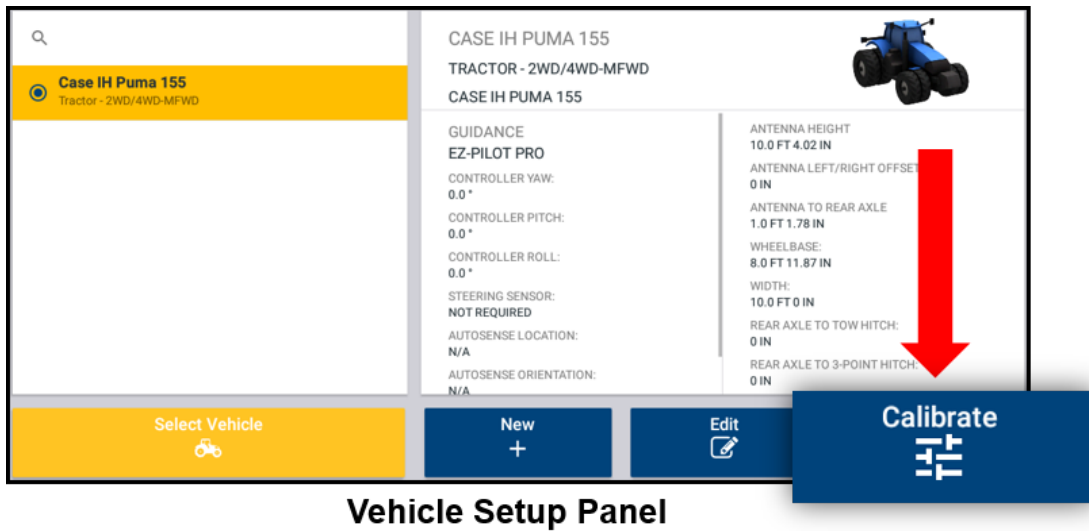 Case IH Puma 155
Tractor - 2WD/4WD-MFWD
CASE IH PUMA 155
TRACTOR - 2WD/4WD-MFWD
CASE IH PUMA 155
GUIDANCE
EZ-PILOT PRO
CONTROLLER YAW:
0.0 °
CONTROLLER PITCH:
0.0 °
CONTROLLER ROLL:
0.0 °
STEERING SENSOR:
NOT REQUIRED
AUTOSENSE LOCATION:
N/A
AUTOSENSE ORIENTATION:
N/A
ANTENNA HEIGHT
10.0 FT 4.02 IN
ANTENNA LEFT/RIGHT OFFSET
0 IN
ANTENNA TO REAR AXLE
1.0 FT 1.78 IN
WHEELBASE:
8.0 FT 11.87 IN
WIDTH:
10.0 FT 0 IN
REAR AXLE TO TOW HITCH:
0 IN
REAR AXLE TO 3-POINT HITCH:
0 IN
Select Vehicle
New
Edit
Calibrate
Vehicle Setup Panel